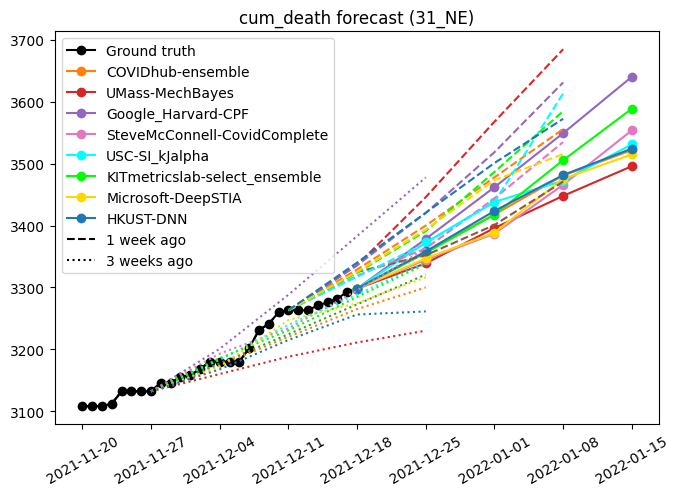 cum_death forecast (31_NE)
3700
3600
3500
3400
3300
3200
3100
Ground truth
COVIDhub-ensemble
UMass-MechBayes
Google_Harvard-CPF
SteveMcConnell-CovidComplete
USC-SI_kJalpha
KITmetricslab-select_ensemble
Microsoft-DeepSTIA
HKUST-DNN
1 week ago
3 weeks ago
2021-11-20
2021-11-27
2021-12-04
2021-12-11
2021-12-18
2021-12-25
2022-01-01
2022-01-08
2022-01-15